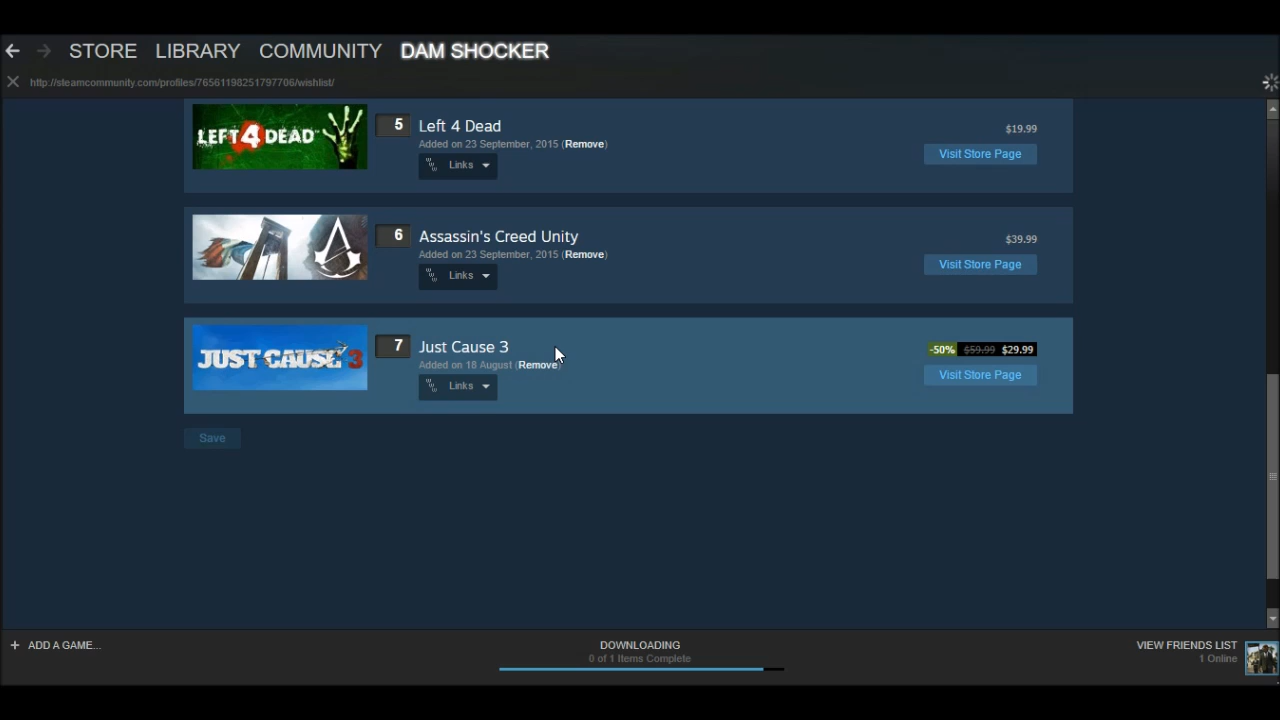 STORE LIBRARY COMMUNITY DAM SHOCKER
http://steamcommunity.com/profiles/76561198251797706/wishlist/
LEFT 4 DEAD
5 Left 4 Dead
$19.99
Added on 23 September, 2015 (Remove)
Visit Store Page
Links
6 Assassin's Creed Unity
$39.99
Added on 23 September, 2015 (Remove)
Visit Store Page
Links
JUST CAUSE 3
7 Just Cause 3
-50% $59.99 $29.99
Added on 18 August (Remove)
Visit Store Page
Links
Save
+ ADD A GAME...
DOWNLOADING
0 of 1 Items Complete
VIEW FRIENDS LIST
1 Online